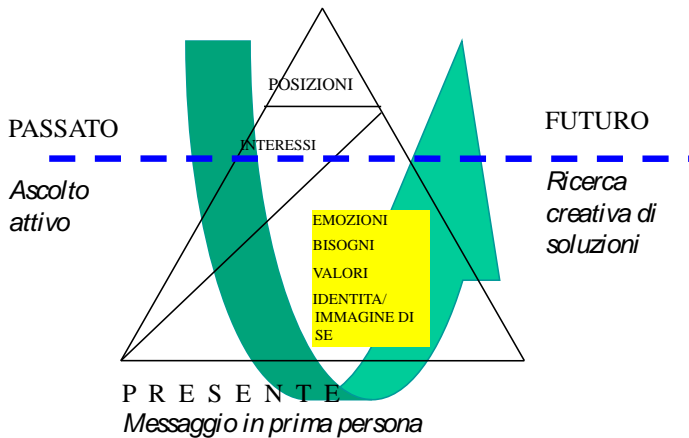 POSIZIONI
PASSATO
FUTURO
INTERESSI
Ascolto
attivo
Ricerca
creativa di
soluzioni
EMOZIONI
BISOGNI
VALORI
IDENTITA/
IMMAGINE DI
SE
PRESENTE
Messaggio in prima persona